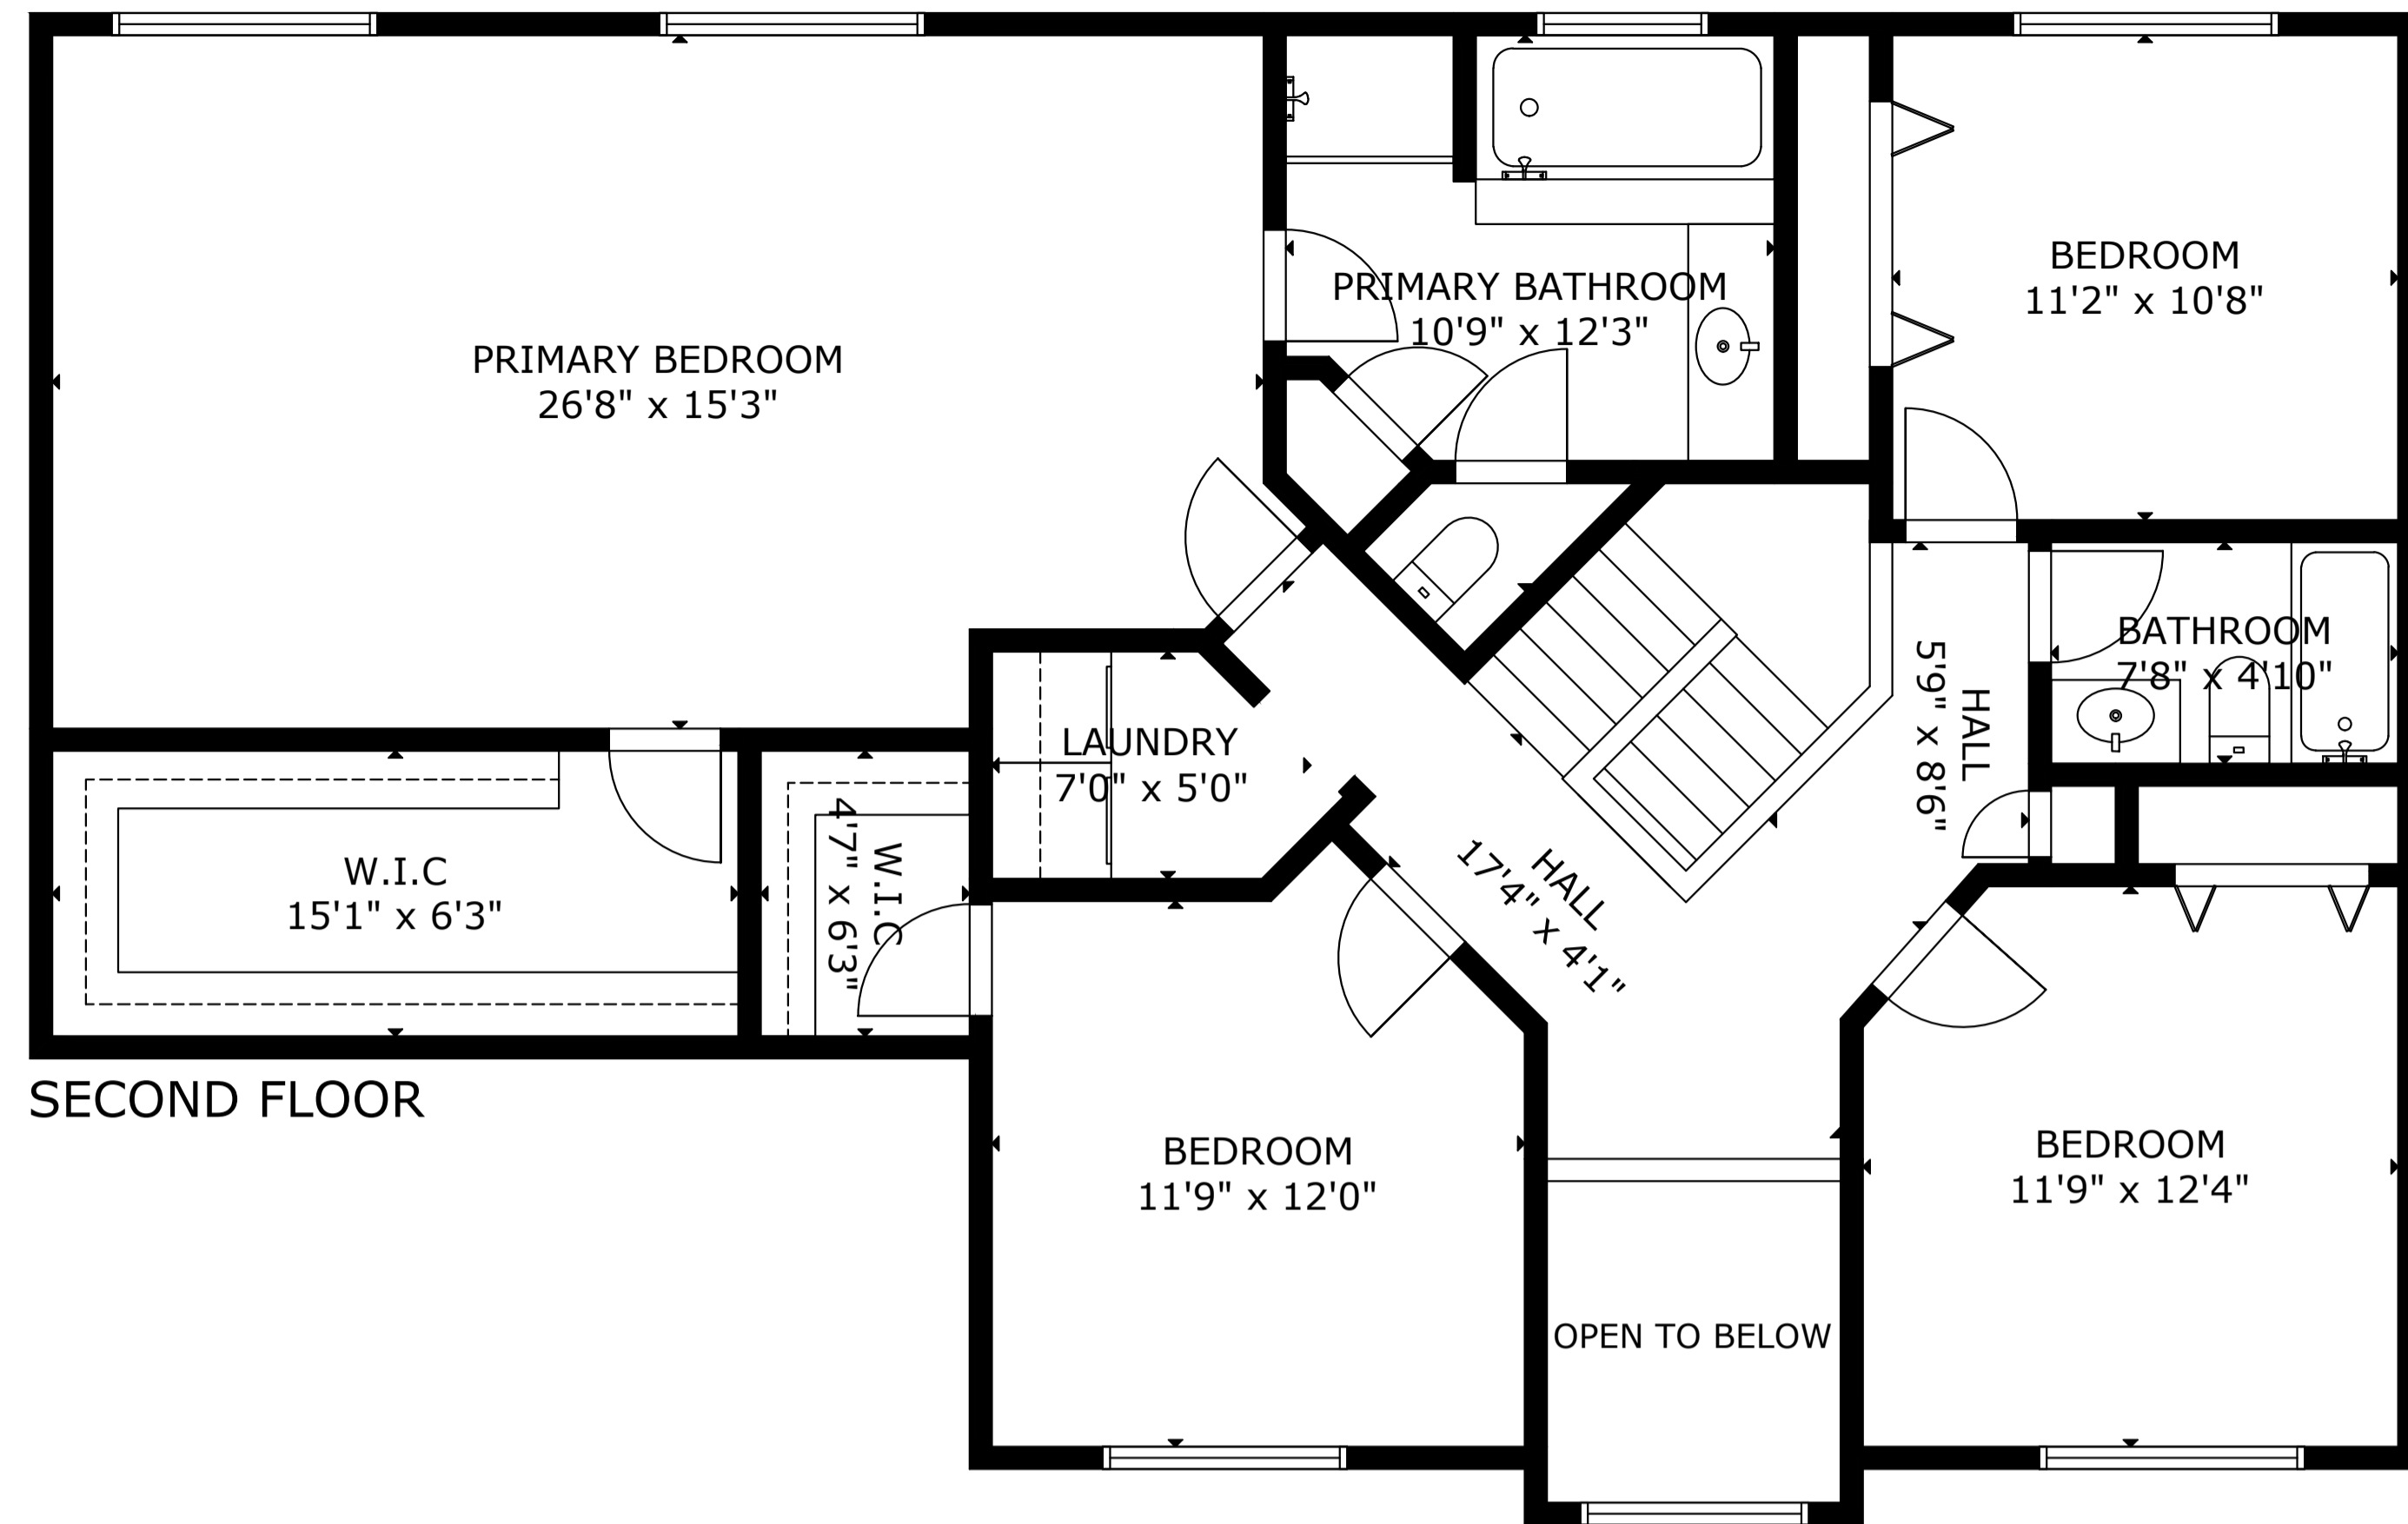 PRIMARY BEDROOM
26'8" x 15'3"
PRIMARY BATHROOM
10'9" x 12'3"
BEDROOM
11'2" x 10'8"
BATHROOM
7'8" x 4'10"
HALL
5'9" x 8'6"
LAUNDRY
7'0" x 5'0"
W.I.C
15'1" x 6'3"
W.I.C
4'7" x 6'3"
HALL
17'4" x 4'1"
SECOND FLOOR
BEDROOM
11'9" x 12'0"
BEDROOM
11'9" x 12'4"
OPEN TO BELOW